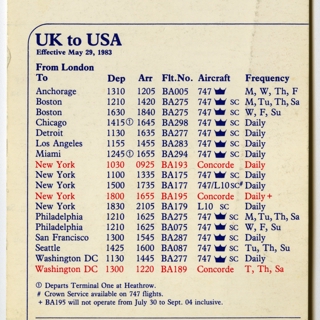 UK to USA
Effective May 29, 1983
From London
To Dep Arr Flt.No. Aircraft Frequency
Anchorage 1310 1205 BA005 747 M, W, Th, F
Boston 1210 1420 BA275 747 SC M, Tu, Th, Sa
Boston 1630 1840 BA275 747 SC W, F, Su
Chicago 1415① 1645 BA298 747 SC Daily
Detroit 1130 1635 BA277 747 SC Daily
Los Angeles 1155 1455 BA283 747 SC Daily
Miami 1245① 1655 BA294 747 SC Daily
New York 1030 0925 BA193 Concorde Daily
New York 1100 1335 BA175 747 SC Daily
New York 1500 1735 BA177 747/L10 SC# Daily
New York 1800 1655 BA195 Concorde Daily +
New York 1830 2105 BA179 L10 SC Daily
Philadelphia 1210 1625 BA275 747 SC M, Tu, Th, Sa
Philadelphia 1210 1625 BA075 747 SC W, F, Su
San Francisco 1300 1545 BA287 747 SC Daily
Seattle 1425 1600 BA087 747 SC Tu, Th, Su
Washington DC 1130 1445 BA277 747 SC Daily
Washington DC 1300 1220 BA189 Concorde T, Th, Sa
① Departs Terminal One at Heathrow.
# Crown Service available on 747 flights.
+ BA195 will not operate from July 30 to Sept. 04 inclusive.